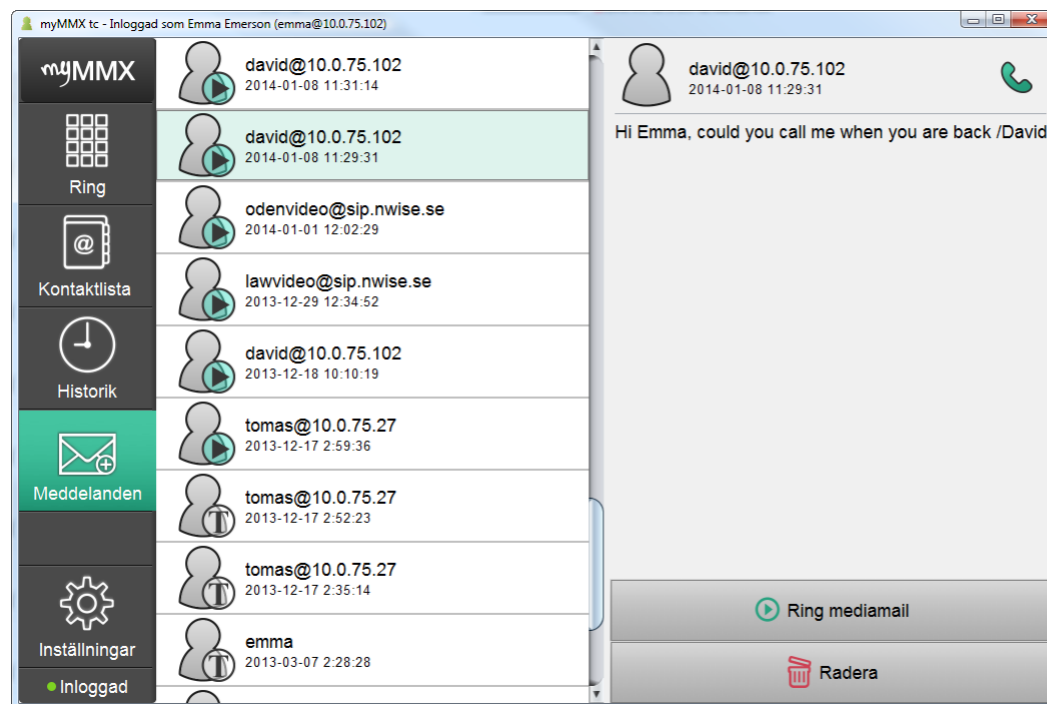 myMMX tc - Inloggad som Emma Emerson (emma@10.0.75.102)
myMMX
Ring
@
Kontaktlista
Historik
Meddelanden
Inställningar
Inloggad
david@10.0.75.102
2014-01-08 11:31:14
david@10.0.75.102
2014-01-08 11:29:31
odenvideo@sip.nwise.se
2014-01-01 12:02:29
lawvideo@sip.nwise.se
2013-12-29 12:34:52
david@10.0.75.102
2013-12-18 10:10:19
tomas@10.0.75.27
2013-12-17 2:59:36
T
tomas@10.0.75.27
2013-12-17 2:52:23
T
tomas@10.0.75.27
2013-12-17 2:35:14
T
emma
2013-03-07 2:28:28
david@10.0.75.102
2014-01-08 11:29:31
Hi Emma, could you call me when you are back /David
Ring mediamail
Radera